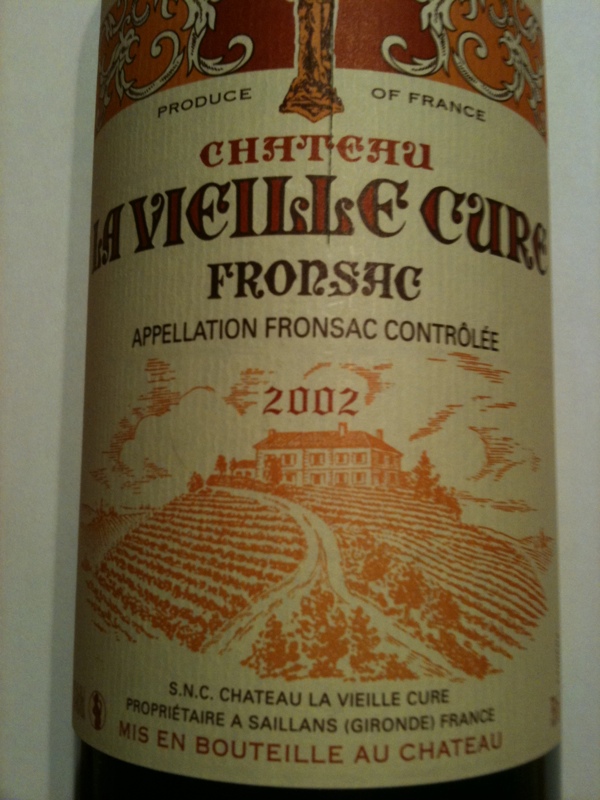 PRODUCE OF FRANCE
CHATEAU
LA VIEILLE CURE
FRONSAC
APPELLATION FRONSAC CONTRÔLÉE
2002
S.N.C. CHATEAU LA VIEILLE CURE
PROPRIÉTAIRE A SAILLANS (GIRONDE) FRANCE
MIS EN BOUTEILLE AU CHATEAU